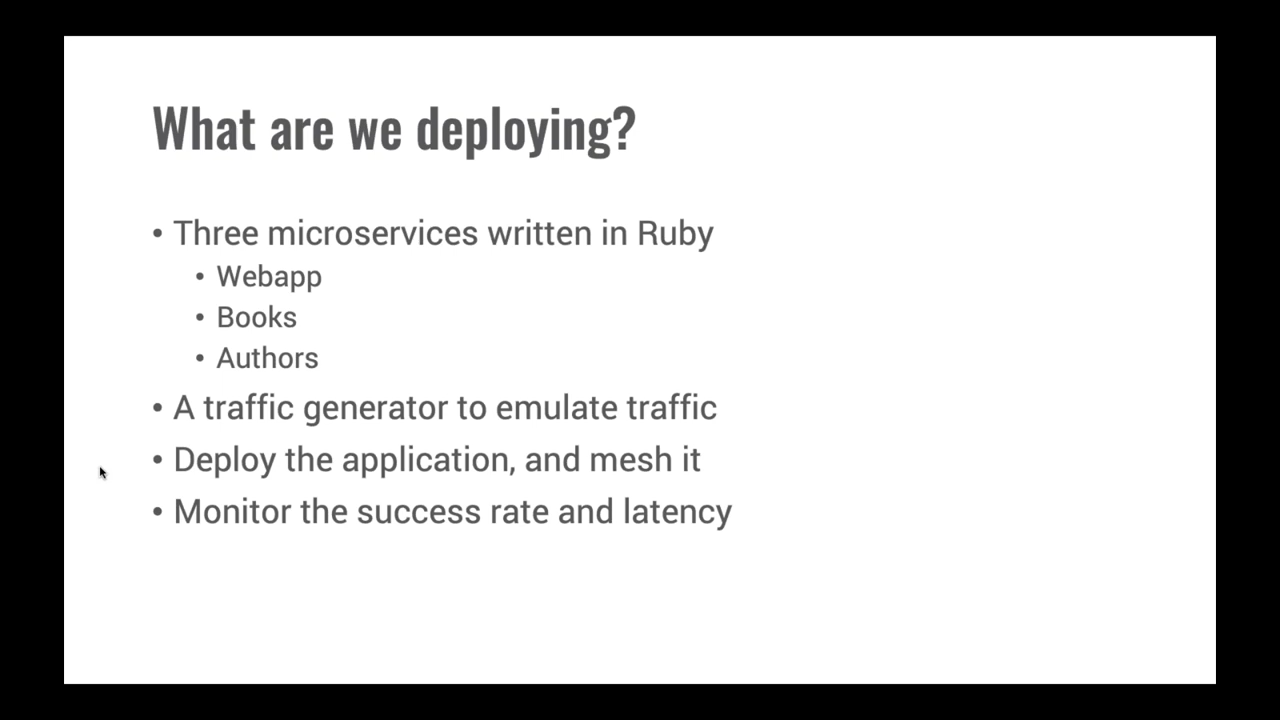 What are we deploying?
• Three microservices written in Ruby
• Webapp
• Books
• Authors
• A traffic generator to emulate traffic
• Deploy the application, and mesh it
• Monitor the success rate and latency